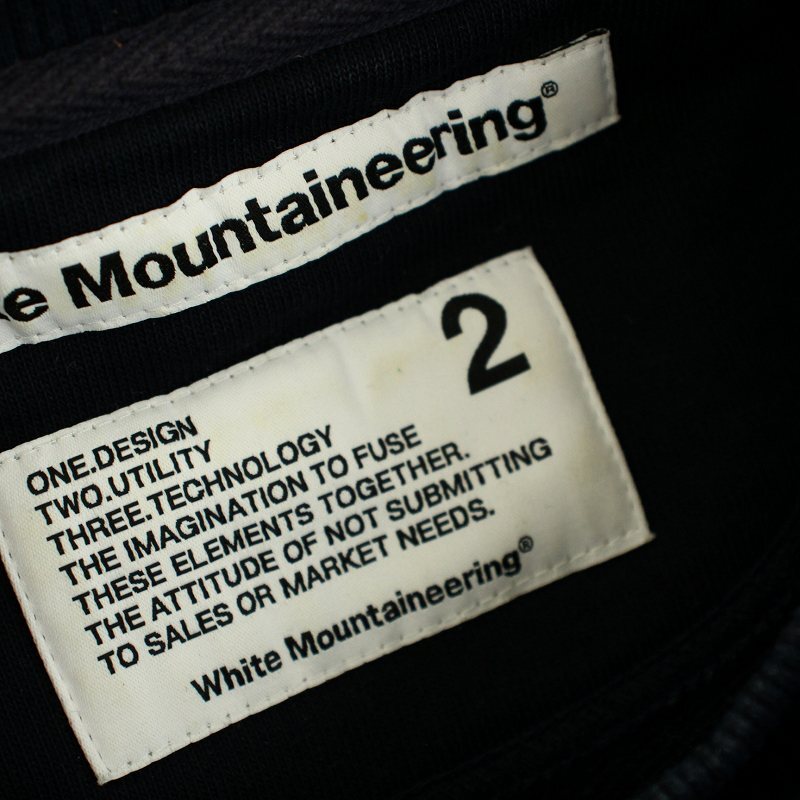 e Mountaineering®
2
ONE.DESIGN
TWO.UTILITY
THREE.TECHNOLOGY
THE IMAGINATION TO FUSE
THESE ELEMENTS TOGETHER.
THE ATTITUDE OF NOT SUBMITTING
TO SALES OR MARKET NEEDS.
White Mountaineering®